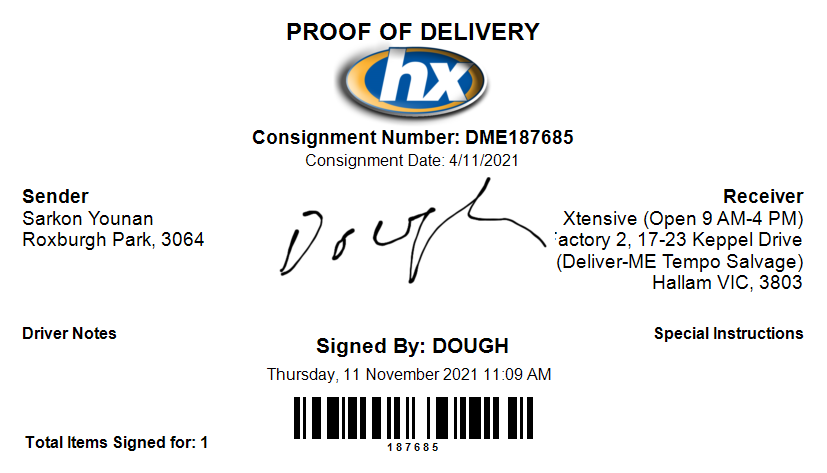 PROOF OF DELIVERY
hx
Consignment Number: DME187685
Consignment Date: 4/11/2021
Sender
Sarkon Younan
Roxburgh Park, 3064
Dough
Receiver
Xtensive (Open 9 AM-4 PM)
actory 2, 17-23 Keppel Drive
(Deliver-ME Tempo Salvage)
Hallam VIC, 3803
Driver Notes
Special Instructions
Signed By: DOUGH
Thursday, 11 November 2021 11:09 AM
187685
Total Items Signed for: 1